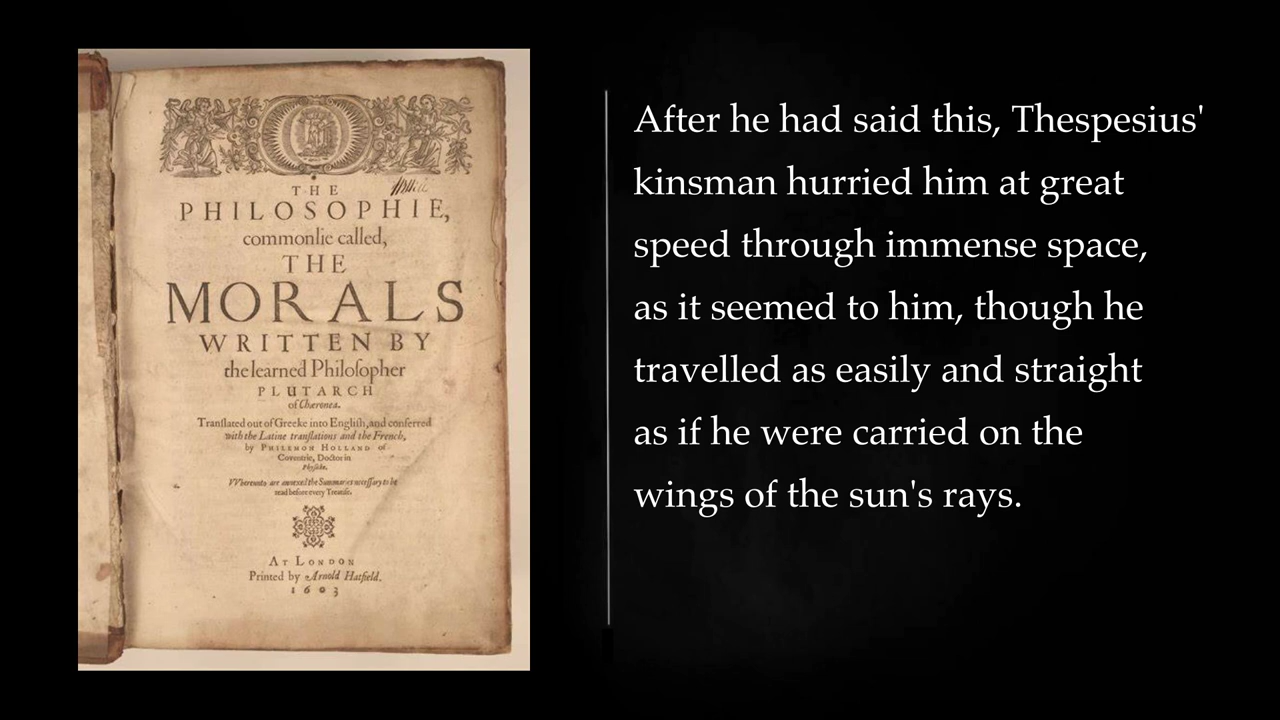 THE
PHILOSOPHIE,
commonlie called,
THE
MORALS
WRITTEN BY
the learned Philoſopher
PLUTARCH
of Chæronea.
Tranſlated out of Greeke into Engliſh, and conferred
with the Latine tranſlations and the French,
by PHILEMON HOLLAND of
Coventrie, Doctor in
Phyſicke.
VVhereunto are annexed the Summaries neceſſary to be
read before every Treatiſe.
AT LONDON
Printed by Arnold Hatfield.
1603
After he had said this, Thespesius'
kinsman hurried him at great
speed through immense space,
as it seemed to him, though he
travelled as easily and straight
as if he were carried on the
wings of the sun's rays.